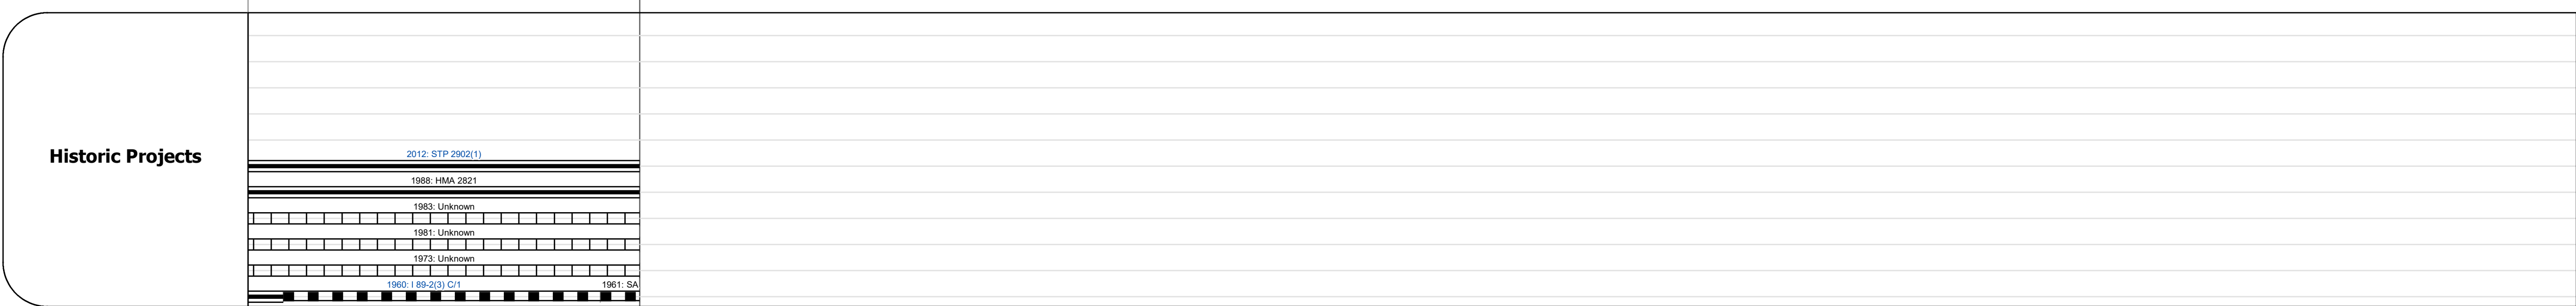 2012: STP 2902(1)
Historic Projects
1988: HMA 2821
1983: Unknown
1981: Unknown
1973: Unknown
1960: I 89-2(3) C/1
1961: SA